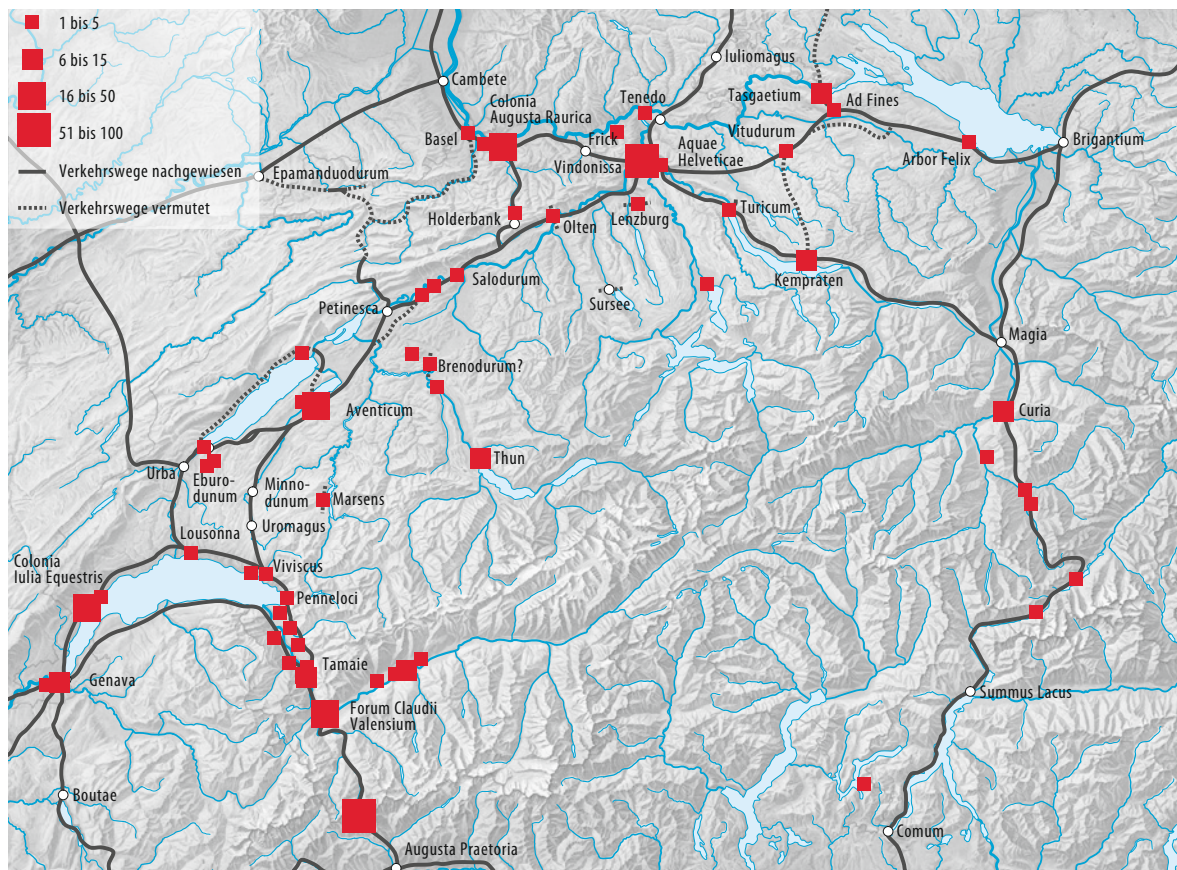 1 bis 5
6 bis 15
16 bis 50
51 bis 100
Verkehrswege nachgewiesen
Verkehrswege vermutet
Cambete
Iuliomagus
Colonia
Augusta Raurica
Basel
Tenedo
Frick
Tasgaetium
Ad Fines
Vitudurum
Aquae
Helveticae
Vindonissa
Arbor Felix
Brigantium
Epamanduodurum
Holderbank
Olten
Lenzburg
Turicum
Kempraten
Salodurum
Sursee
Petinesca
Magia
Brenodurum?
Aventicum
Curia
Urba
Eburo-
dunum
Minno-
dunum
Thun
Marsens
Uromagus
Lousonna
Colonia
Iulia Equestris
Viviscus
Penneloci
Tamaie
Genava
Forum Claudii
Valensium
Summus Lacus
Boutae
Comum
Augusta Praetoria